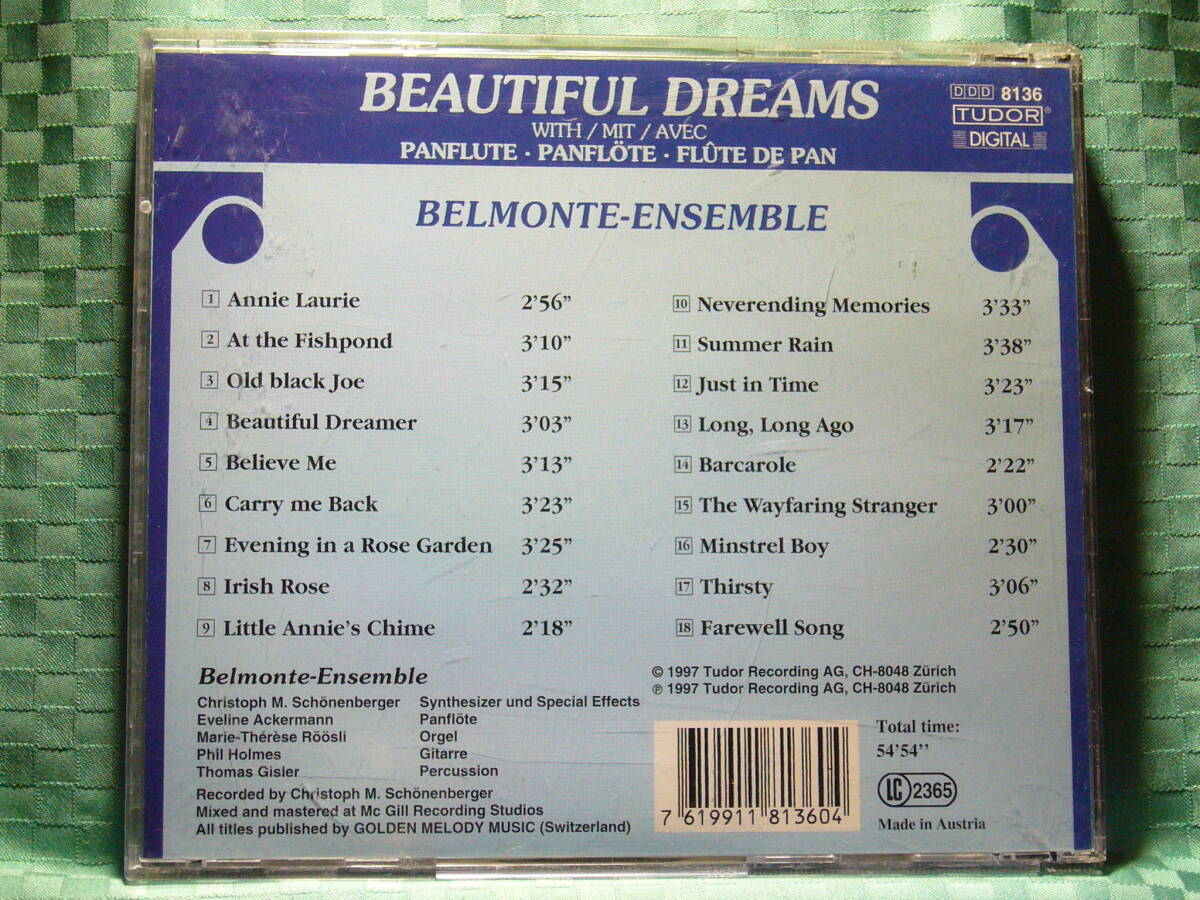 BEAUTIFUL DREAMS
WITH / MIT / AVEC
PANFLUTE · PANFLÖTE · FLÛTE DE PAN
DDD 8136
TUDOR®
DIGITAL
BELMONTE-ENSEMBLE
1 Annie Laurie 2'56"
2 At the Fishpond 3'10"
3 Old black Joe 3'15"
4 Beautiful Dreamer 3'03"
5 Believe Me 3'13"
6 Carry me Back 3'23"
7 Evening in a Rose Garden 3'25"
8 Irish Rose 2'32"
9 Little Annie's Chime 2'18"
10 Neverending Memories 3'33"
11 Summer Rain 3'38"
12 Just in Time 3'23"
13 Long, Long Ago 3'17"
14 Barcarole 2'22"
15 The Wayfaring Stranger 3'00"
16 Minstrel Boy 2'30"
17 Thirsty 3'06"
18 Farewell Song 2'50"
Belmonte-Ensemble
Christoph M. Schönenberger Synthesizer und Special Effects
Eveline Ackermann Panflöte
Marie-Thérèse Röösli Orgel
Phil Holmes Gitarre
Thomas Gisler Percussion
Recorded by Christoph M. Schönenberger
Mixed and mastered at Mc Gill Recording Studios
All titles published by GOLDEN MELODY MUSIC (Switzerland)
© 1997 Tudor Recording AG, CH-8048 Zürich
℗ 1997 Tudor Recording AG, CH-8048 Zürich
7 619911 813604
Total time:
54'54''
LC 2365
Made in Austria